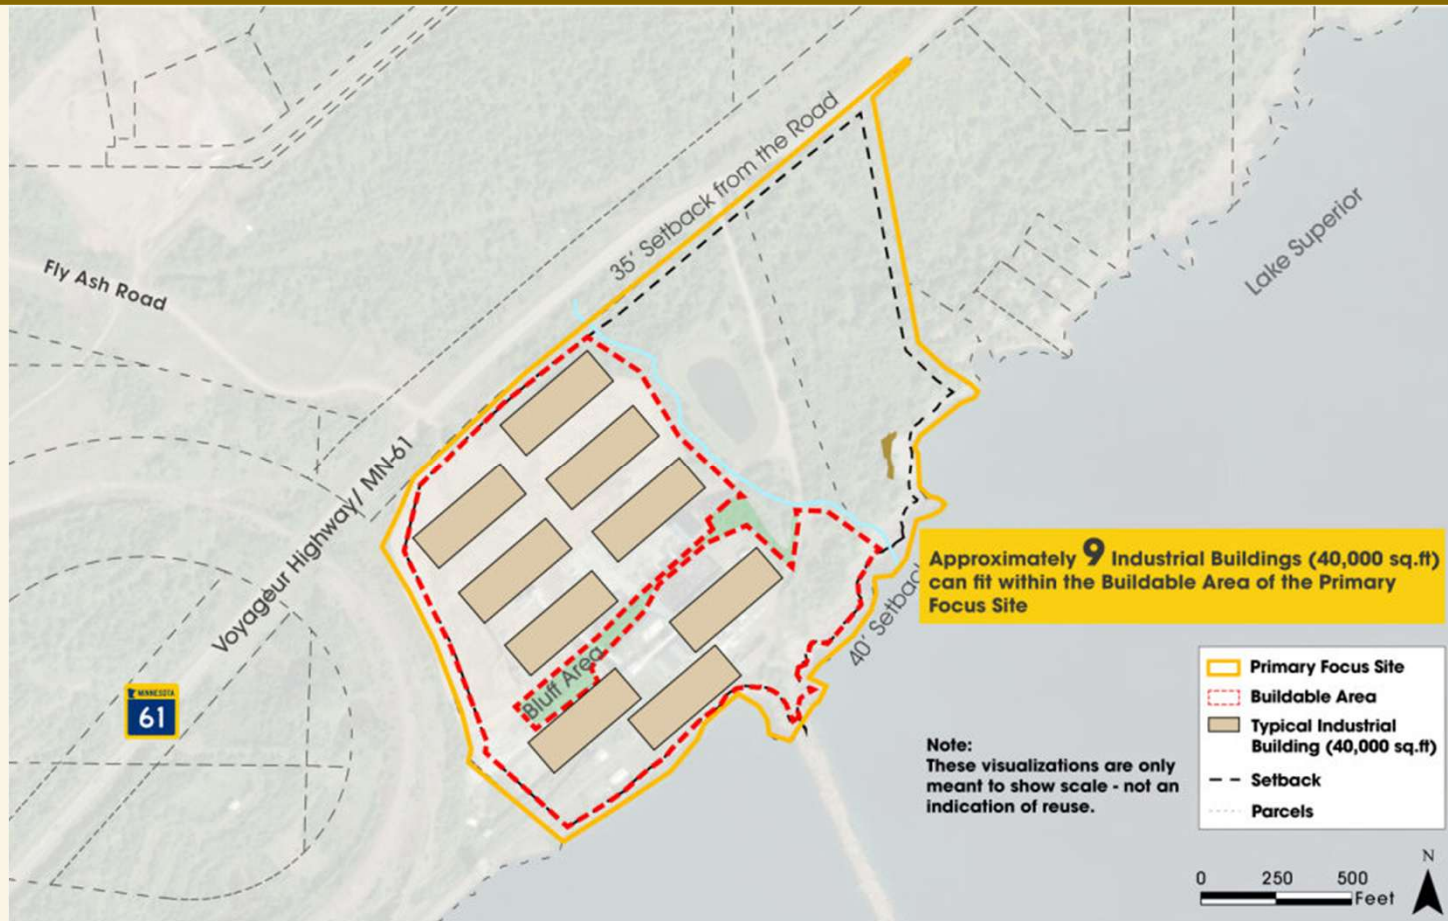 35' Setback from the Road
Lake Superior
Fly Ash Road
Voyageur Highway/ MN-61
Approximately 9 Industrial Buildings (40,000 sq.ft)
can fit within the Buildable Area of the Primary
Focus Site
40' Setback
Bluff Area
MINNESOTA
61
Primary Focus Site
Buildable Area
Typical Industrial
Building (40,000 sq.ft)
Setback
Parcels
Note:
These visualizations are only
meant to show scale - not an
indication of reuse.
N
0 250 500
Feet